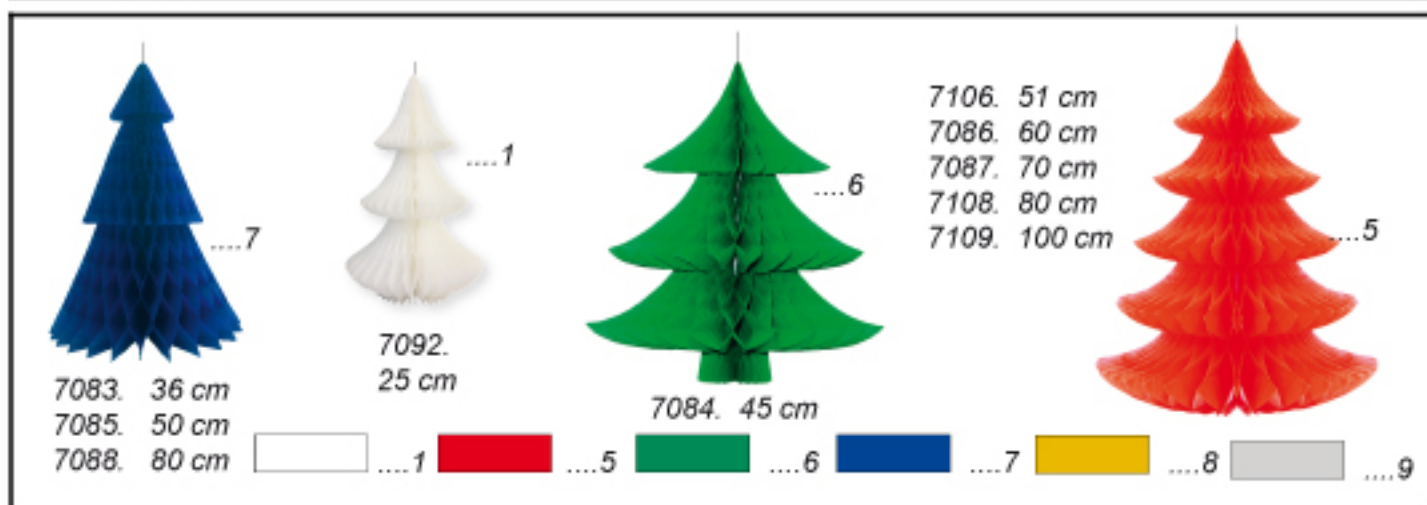 ....7
7083. 36 cm
7085. 50 cm
7088. 80 cm
....1
7092.
25 cm
....6
7084. 45 cm
7106. 51 cm
7086. 60 cm
7087. 70 cm
7108. 80 cm
7109. 100 cm
....5
....1 ....5 ....6 ....7 ....8 ....9